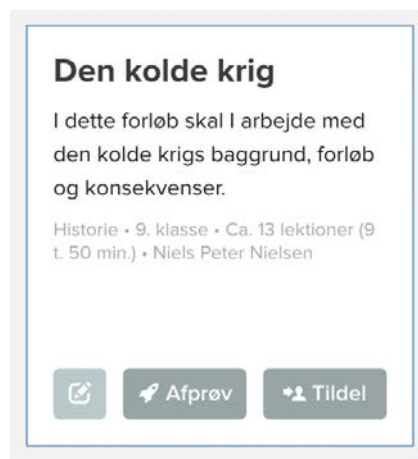 Den kolde krig
I dette forløb skal I arbejde med
den kolde krigs baggrund, forløb
og konsekvenser.
Historie • 9. klasse • Ca. 13 lektioner (9
t. 50 min.) • Niels Peter Nielsen
Afprøv Tildel